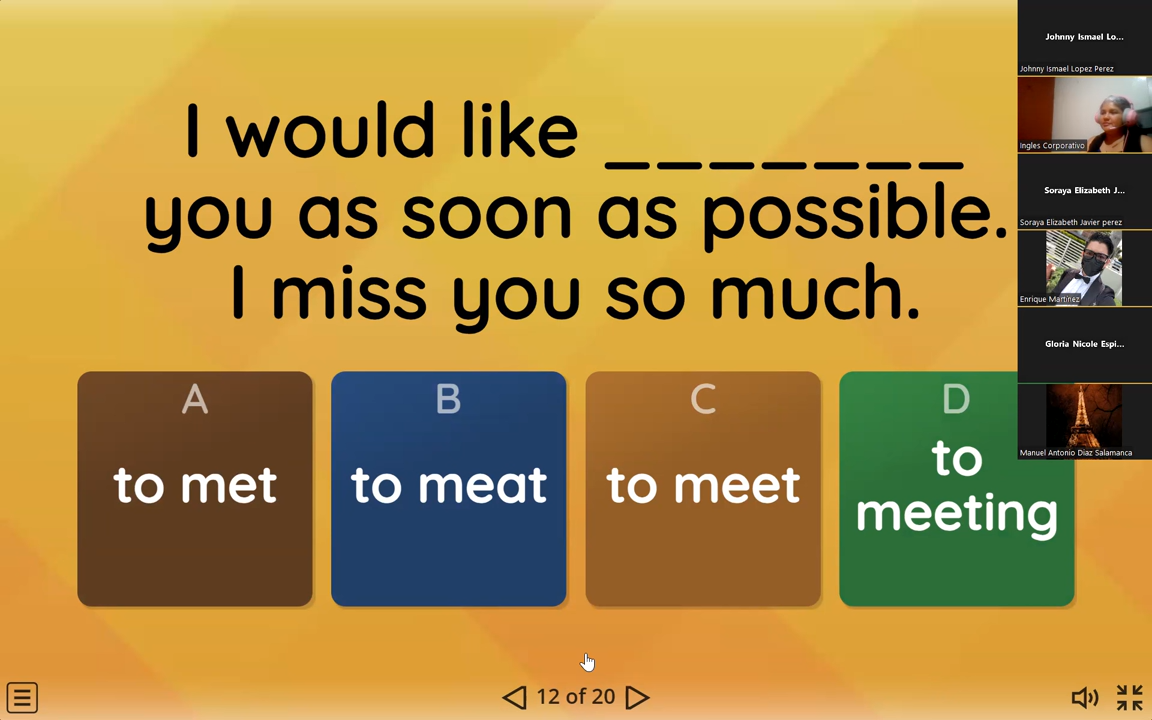 I would like _ _ _ _ _ _ _
you as soon as possible.
I miss you so much.
A
to met
B
to meat
C
to meet
D
to
meeting
12 of 20
Johnny Ismael Lo...
Johnny Ismael Lopez Perez
Ingles Corporativo
Soraya Elizabeth J...
Soraya Elizabeth Javier perez
Enrique Martinez
Gloria Nicole Espi...
Manuel Antonio Diaz Salamanca